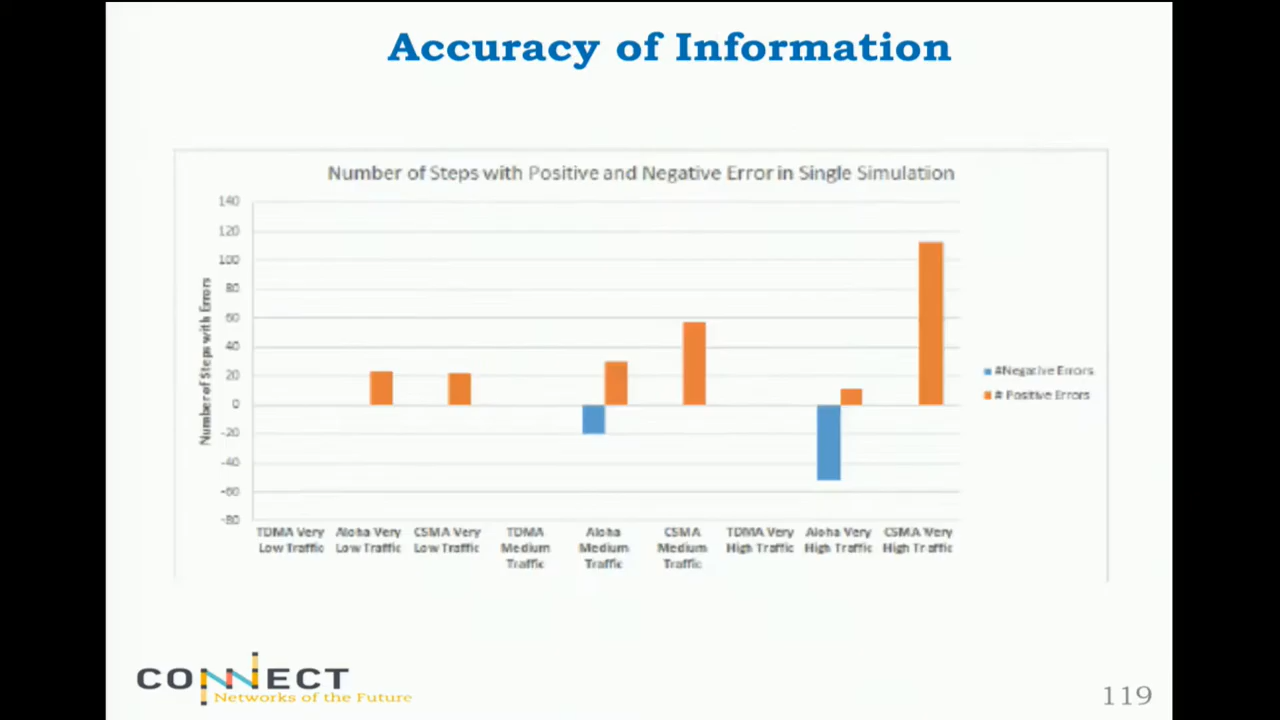 Accuracy of Information
Number of Steps with Positive and Negative Error in Single Simulation
140
120
100
80
60
40
20
0
-20
-40
-60
-80
Number of Steps with Errors
TDMA Very Low Traffic
Aloha Very Low Traffic
CSMA Very Low Traffic
TDMA Medium Traffic
Aloha Medium Traffic
CSMA Medium Traffic
TDMA Very High Traffic
Aloha Very High Traffic
CSMA Very High Traffic
#Negative Errors
# Positive Errors
CONNECT
Networks of the Future
119